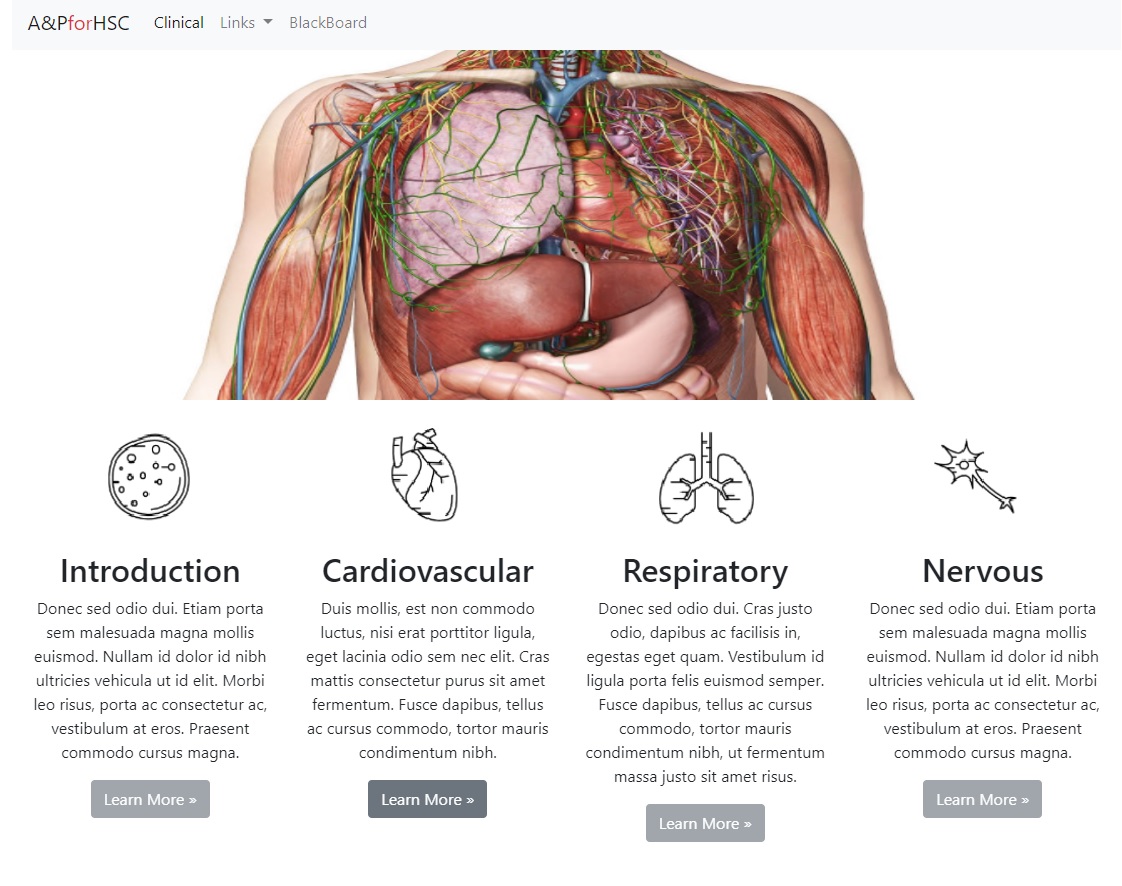 A&PforHSC Clinical Links BlackBoard
Introduction
Donec sed odio dui. Etiam porta
sem malesuada magna mollis
euismod. Nullam id dolor id nibh
ultricies vehicula ut id elit. Morbi
leo risus, porta ac consectetur ac,
vestibulum at eros. Praesent
commodo cursus magna.
Learn More »
Cardiovascular
Duis mollis, est non commodo
luctus, nisi erat porttitor ligula,
eget lacinia odio sem nec elit. Cras
mattis consectetur purus sit amet
fermentum. Fusce dapibus, tellus
ac cursus commodo, tortor mauris
condimentum nibh.
Learn More »
Respiratory
Donec sed odio dui. Cras justo
odio, dapibus ac facilisis in,
egestas eget quam. Vestibulum id
ligula porta felis euismod semper.
Fusce dapibus, tellus ac cursus
commodo, tortor mauris
condimentum nibh, ut fermentum
massa justo sit amet risus.
Learn More »
Nervous
Donec sed odio dui. Etiam porta
sem malesuada magna mollis
euismod. Nullam id dolor id nibh
ultricies vehicula ut id elit. Morbi
leo risus, porta ac consectetur ac,
vestibulum at eros. Praesent
commodo cursus magna.
Learn More »